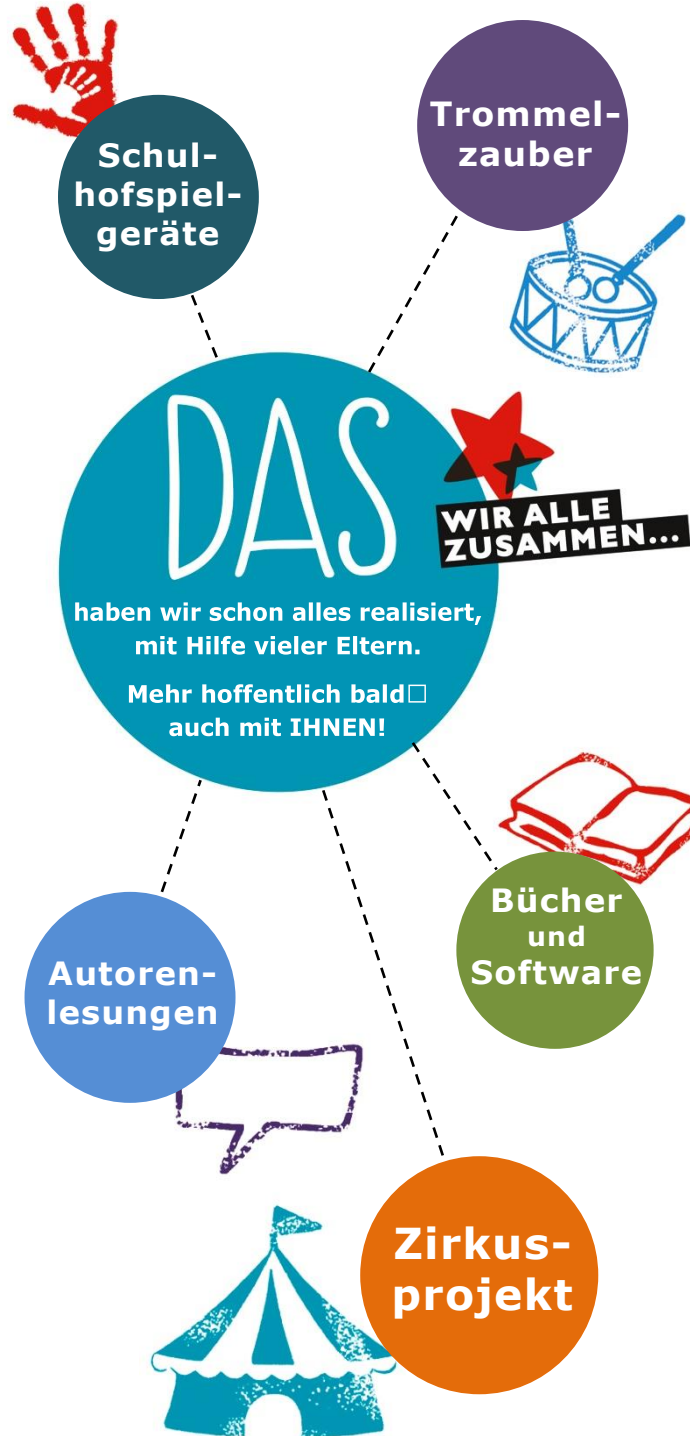 Schul-
hofspiel-
geräte
Trommel-
zauber
DAS
WIR ALLE
ZUSAMMEN...
haben wir schon alles realisiert,
mit Hilfe vieler Eltern.
Mehr hoffentlich bald□
auch mit IHNEN!
Bücher
und
Software
Autoren-
lesungen
Zirkus-
projekt